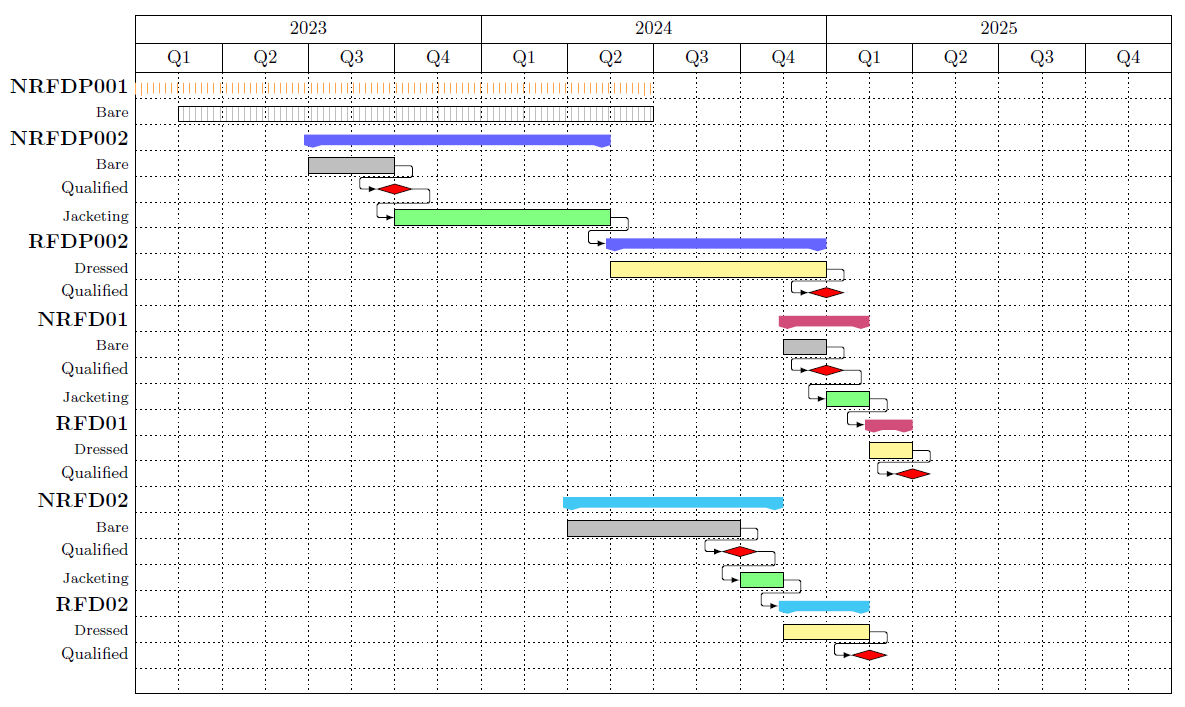 2023 2024 2025
Q1 Q2 Q3 Q4 Q1 Q2 Q3 Q4 Q1 Q2 Q3 Q4
NRFDP001
Bare
NRFDP002
Bare
Qualified
Jacketing
RFDP002
Dressed
Qualified
NRFD01
Bare
Qualified
Jacketing
RFD01
Dressed
Qualified
NRFD02
Bare
Qualified
Jacketing
RFD02
Dressed
Qualified